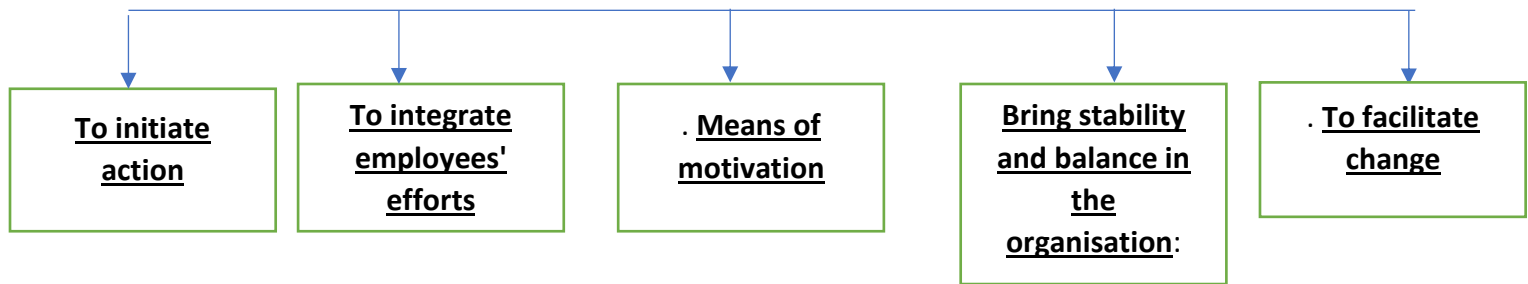 To initiate
action
To integrate
employees'
efforts
. Means of
motivation
Bring stability
and balance in
the
organisation:
. To facilitate
change